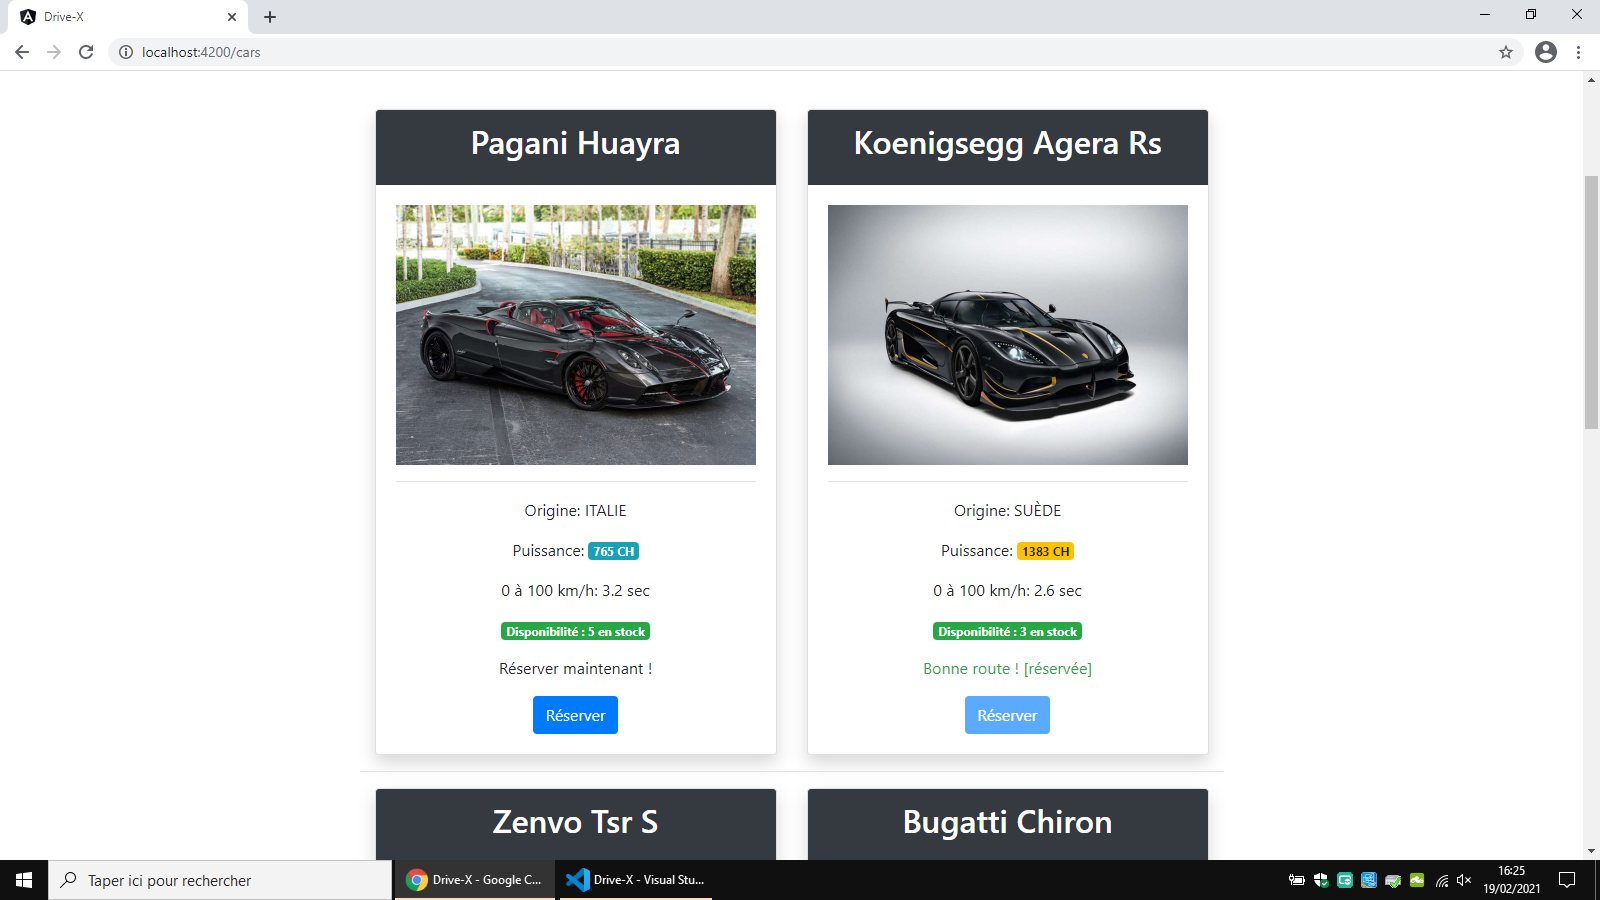 Drive-X
localhost:4200/cars
Pagani Huayra
Koenigsegg Agera Rs
Origine: ITALIE
Puissance: 765 CH
0 à 100 km/h: 3.2 sec
Disponibilité : 5 en stock
Réserver maintenant !
Réserver
Origine: SUÈDE
Puissance: 1383 CH
0 à 100 km/h: 2.6 sec
Disponibilité : 3 en stock
Bonne route ! [réservée]
Réserver
Zenvo Tsr S
Bugatti Chiron
Taper ici pour rechercher
Drive-X - Google C...
Drive-X - Visual Stu...
16:25
19/02/2021